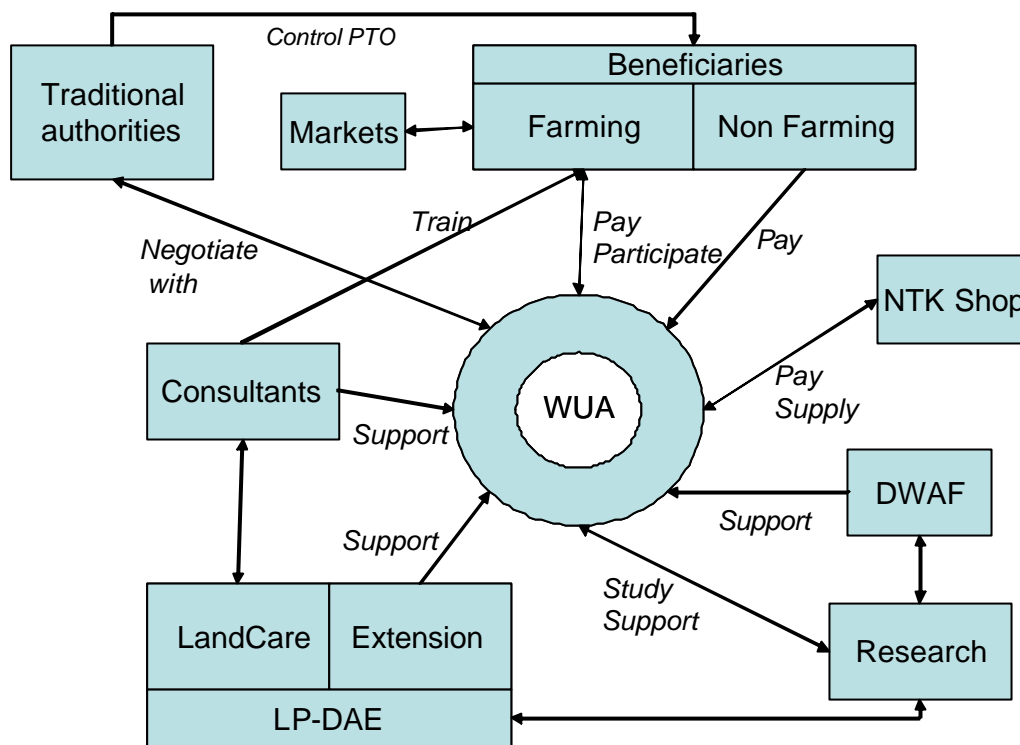 Control PTO
Beneficiaries
Traditional
authorities
Markets
Farming
Non Farming
Train
Pay
Participate
Pay
Negotiate
with
NTK Shop
Consultants
Pay
Supply
WUA
Support
DWAF
Support
Support
Study
Support
LandCare
Extension
Research
LP-DAE